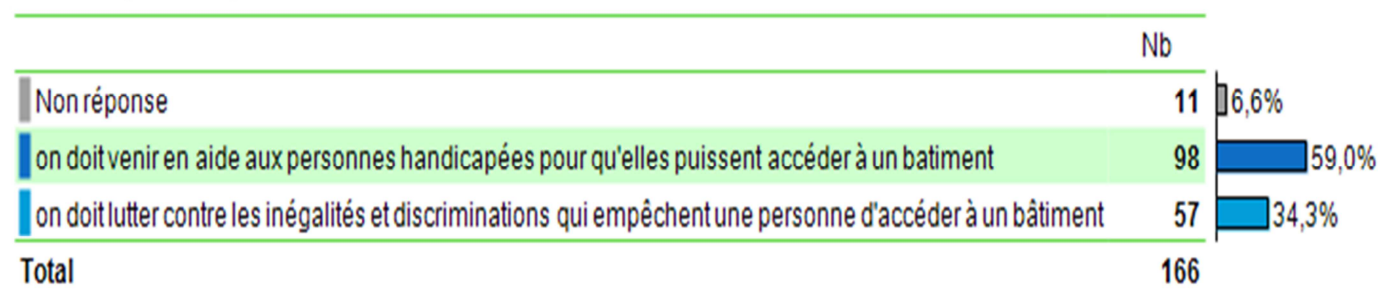 Nb
Non réponse 11 6,6%
on doit venir en aide aux personnes handicapées pour qu'elles puissent accéder à un batiment 98 59,0%
on doit lutter contre les inégalités et discriminations qui empêchent une personne d'accéder à un bâtiment 57 34,3%
Total 166